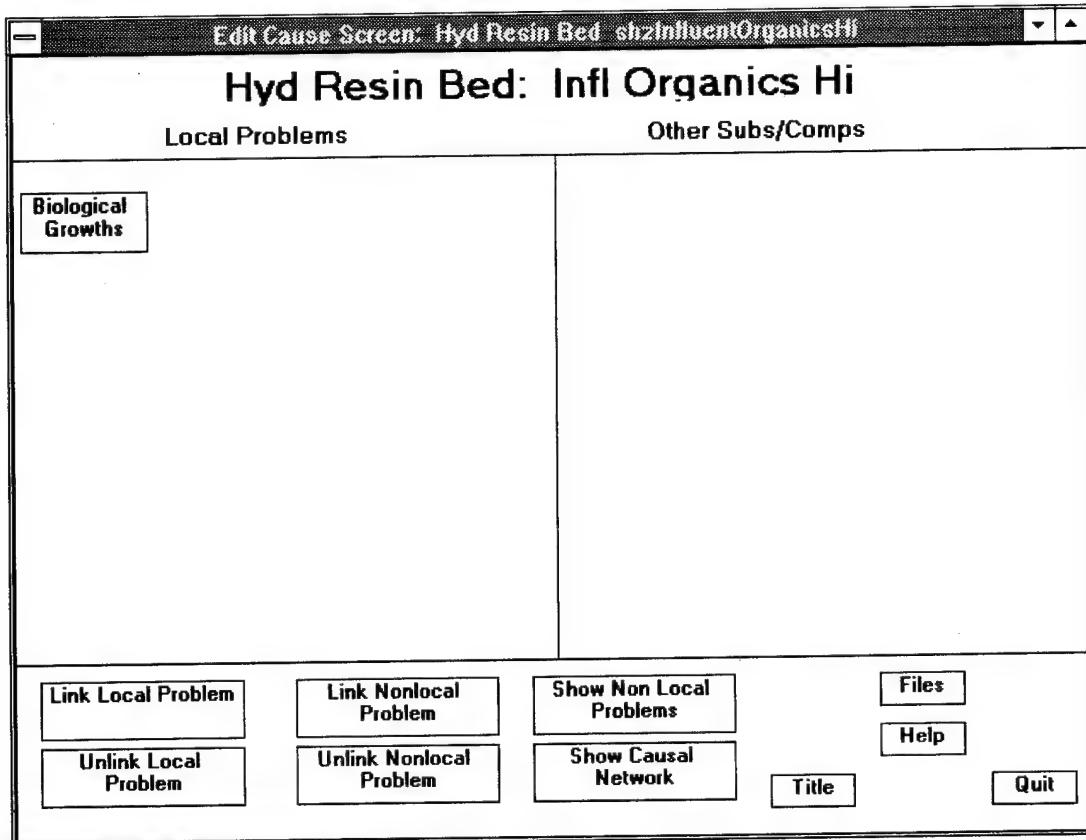 Edit Cause Screen: Hyd Resin Bed shzInfluentOrganicsHi
Hyd Resin Bed: Infl Organics Hi
Local Problems
Other Subs/Comps
Biological
Growths
Link Local Problem
Link Nonlocal
Problem
Show Non Local
Problems
Files
Unlink Local
Problem
Unlink Nonlocal
Problem
Show Causal
Network
Help
Title
Quit